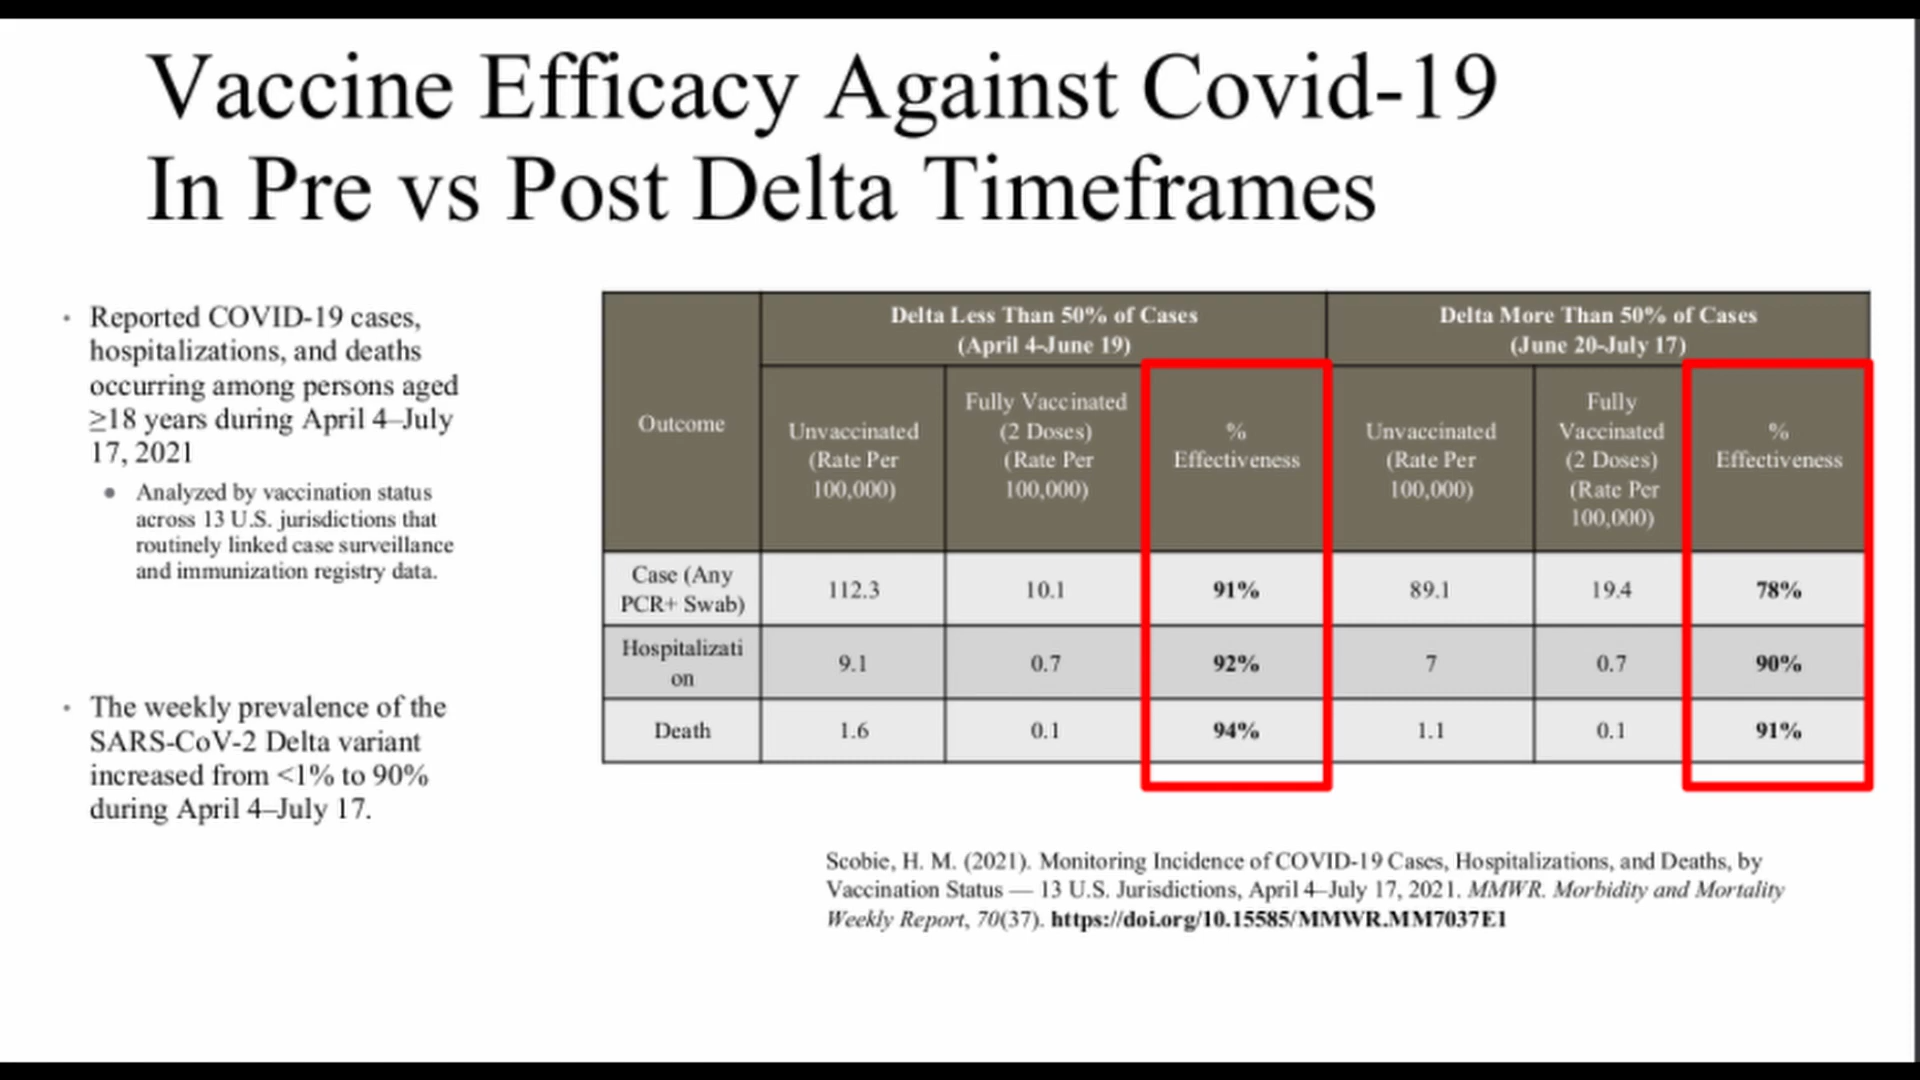 Vaccine Efficacy Against Covid-19
In Pre vs Post Delta Timeframes
Reported COVID-19 cases,
hospitalizations, and deaths
occurring among persons aged
≥18 years during April 4–July
17, 2021
Analyzed by vaccination status
across 13 U.S. jurisdictions that
routinely linked case surveillance
and immunization registry data.
The weekly prevalence of the
SARS-CoV-2 Delta variant
increased from <1% to 90%
during April 4–July 17.
Delta Less Than 50% of Cases
(April 4-June 19)
Delta More Than 50% of Cases
(June 20-July 17)
Outcome
Unvaccinated
(Rate Per
100,000)
Fully Vaccinated
(2 Doses)
(Rate Per
100,000)
%
Effectiveness
Unvaccinated
(Rate Per
100,000)
Fully
Vaccinated
(2 Doses)
(Rate Per
100,000)
%
Effectiveness
Case (Any
PCR+ Swab)
112.3
10.1
91%
89.1
19.4
78%
Hospitalizati
on
9.1
0.7
92%
7
0.7
90%
Death
1.6
0.1
94%
1.1
0.1
91%
Scobie, H. M. (2021). Monitoring Incidence of COVID-19 Cases, Hospitalizations, and Deaths, by
Vaccination Status — 13 U.S. Jurisdictions, April 4–July 17, 2021. MMWR. Morbidity and Mortality
Weekly Report, 70(37). https://doi.org/10.15585/MMWR.MM7037E1